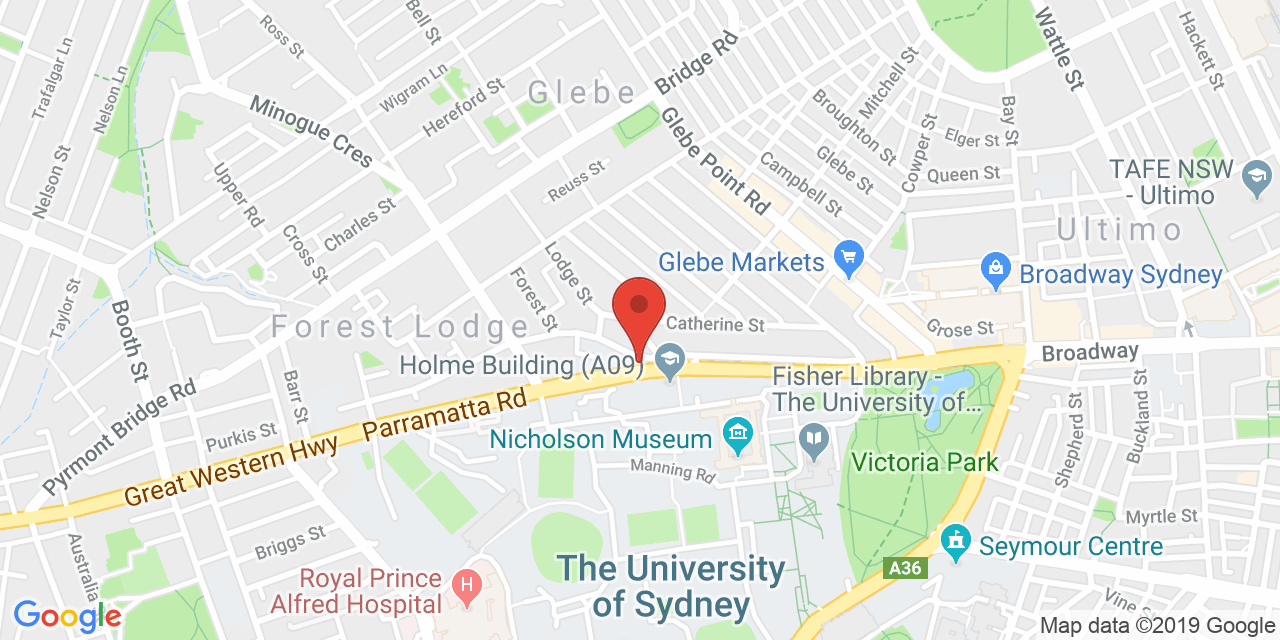 Trafalgar Ln
Nelson Ln
Ross St
Bell St
Wigram Ln
Hereford St
Glebe
Bridge Rd
Wattle St
Hackett St
Minogue Cres
Glebe Point Rd
Mitchell St
Broughton St
Bay St
Elger St
Cowper St
Glebe St
Campbell St
Queen St
TAFE NSW
- Ultimo
Nelson St
Upper Rd
Reuss St
Charles St
Cross St
Ultimo
Lodge St
Forest St
Glebe Markets
Broadway Sydney
Taylor St
Booth St
Forest Lodge
Catherine St
Grose St
Broadway
Holme Building (A09)
Fisher Library -
The University of...
Barr St
Pyrmont Bridge Rd
Parramatta Rd
Purkis St
Great Western Hwy
Nicholson Museum
Manning Rd
Victoria Park
Shepherd St
Buckland St
Myrtle St
Briggs St
Australia
Seymour Centre
A36
The University
of Sydney
Royal Prince
Alfred Hospital
H
Vine St
Google
Map data ©2019 Google